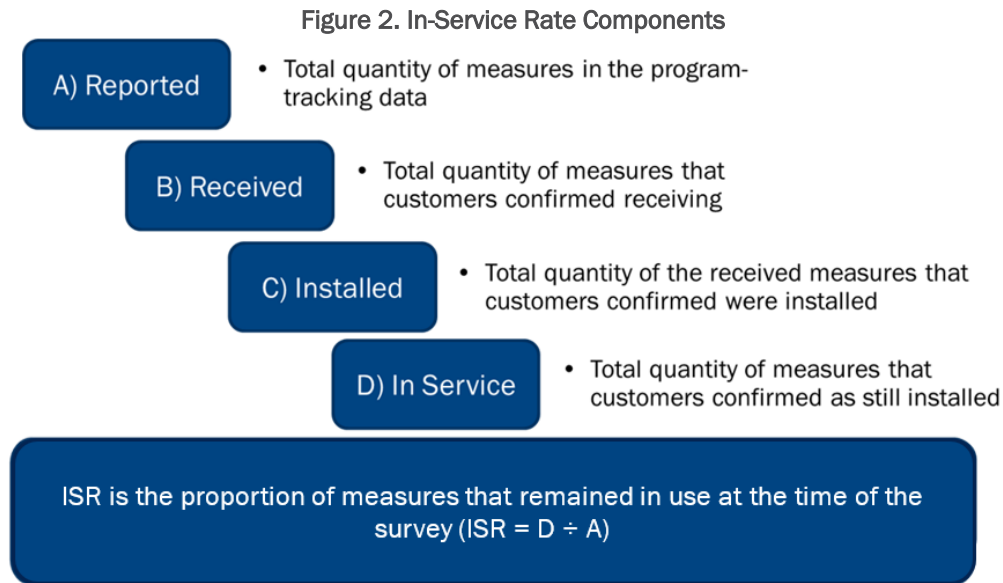 Figure 2. In-Service Rate Components
A) Reported
• Total quantity of measures in the program-
tracking data
B) Received
• Total quantity of measures that
customers confirmed receiving
C) Installed
• Total quantity of the received measures that
customers confirmed were installed
D) In Service
• Total quantity of measures that
customers confirmed as still installed
ISR is the proportion of measures that remained in use at the time of the
survey (ISR = D ÷ A)